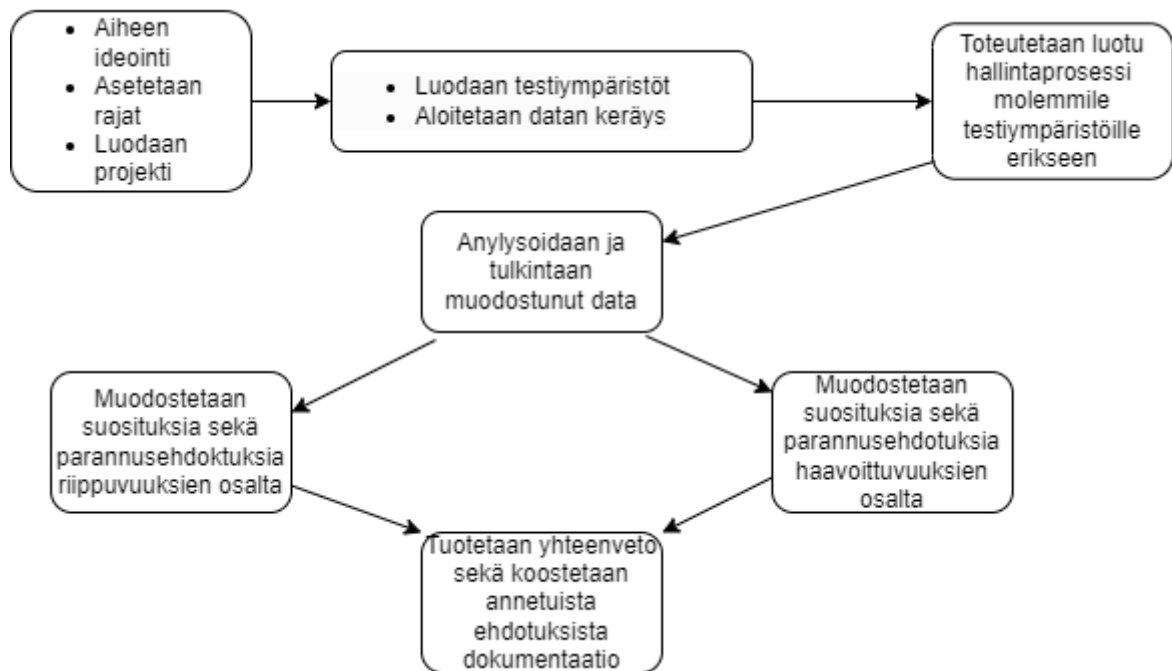 Aiheen
ideointi
Asetetaan
rajat
Luodaan
projekti
Luodaan testiympäristöt
Aloitetaan datan keräys
Toteutetaan luotu
hallintaprosessi
molemmile
testiympäristöille
erikseen
Anylysoidaan ja
tulkintaan
muodostunut data
Muodostetaan
suosituksia sekä
parannusehdoktuksia
riippuvuuksien osalta
Muodostetaan
suosituksia sekä
parannusehdotuksia
haavoittuvuuksien
osalta
Tuotetaan yhteenveto
sekä koostetaan
annetuista
ehdotuksista
dokumentaatio